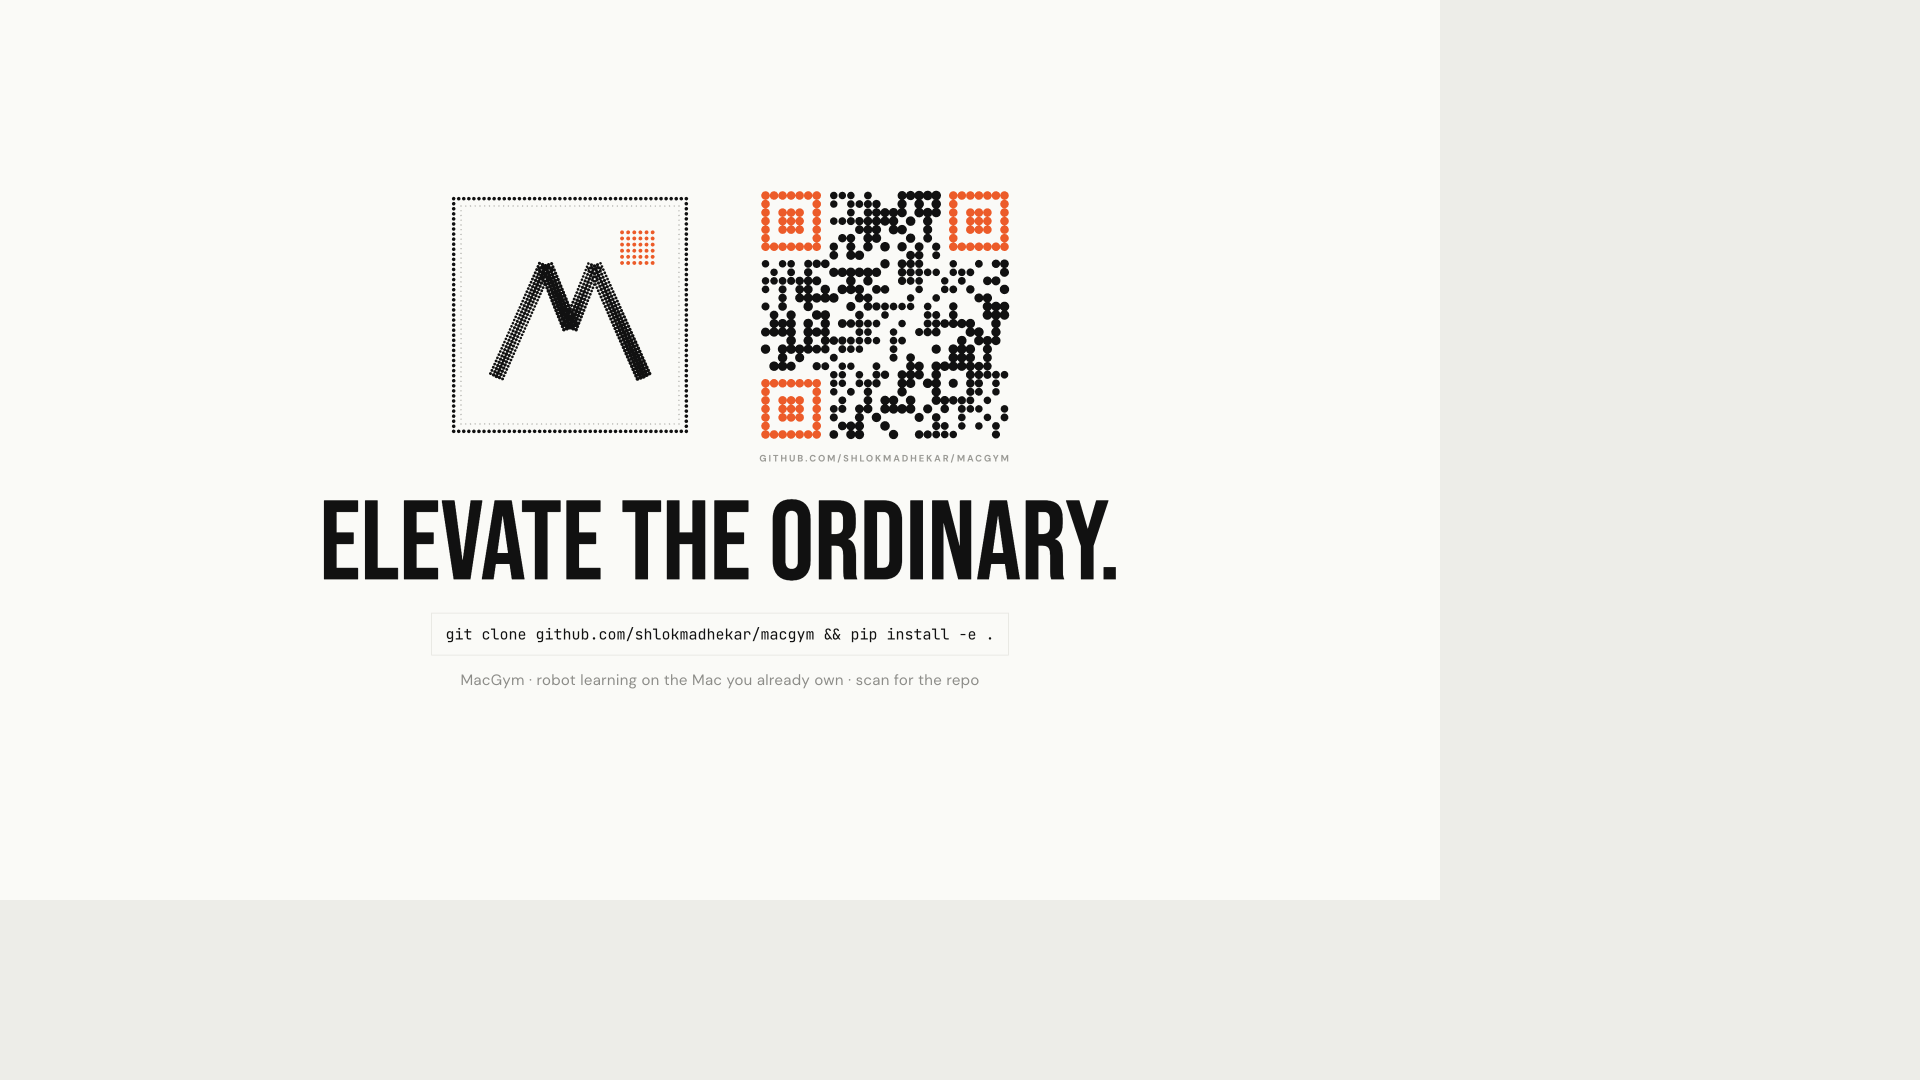 GITHUB.COM/SHLOKMADHEKAR/MACGYM
ELEVATE THE ORDINARY.
git clone github.com/shlokmadhekar/macgym && pip install -e .
MacGym · robot learning on the Mac you already own · scan for the repo